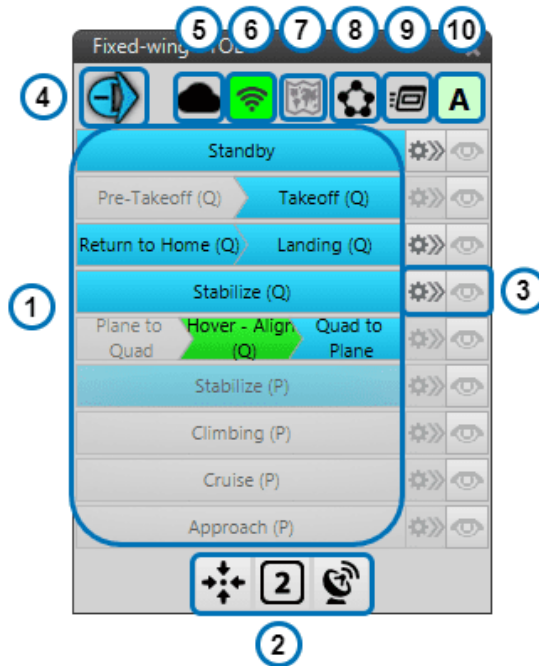 5 6 7 8 9 10
Fixed-wing
4
A
Standby
Pre-Takeoff (Q) Takeoff (Q)
Return to Home (Q) Landing (Q)
1
Stabilize (Q)
3
Plane to Quad
Hover - Align (Q)
Quad to Plane
Stabilize (P)
Climbing (P)
Cruise (P)
Approach (P)
2
2